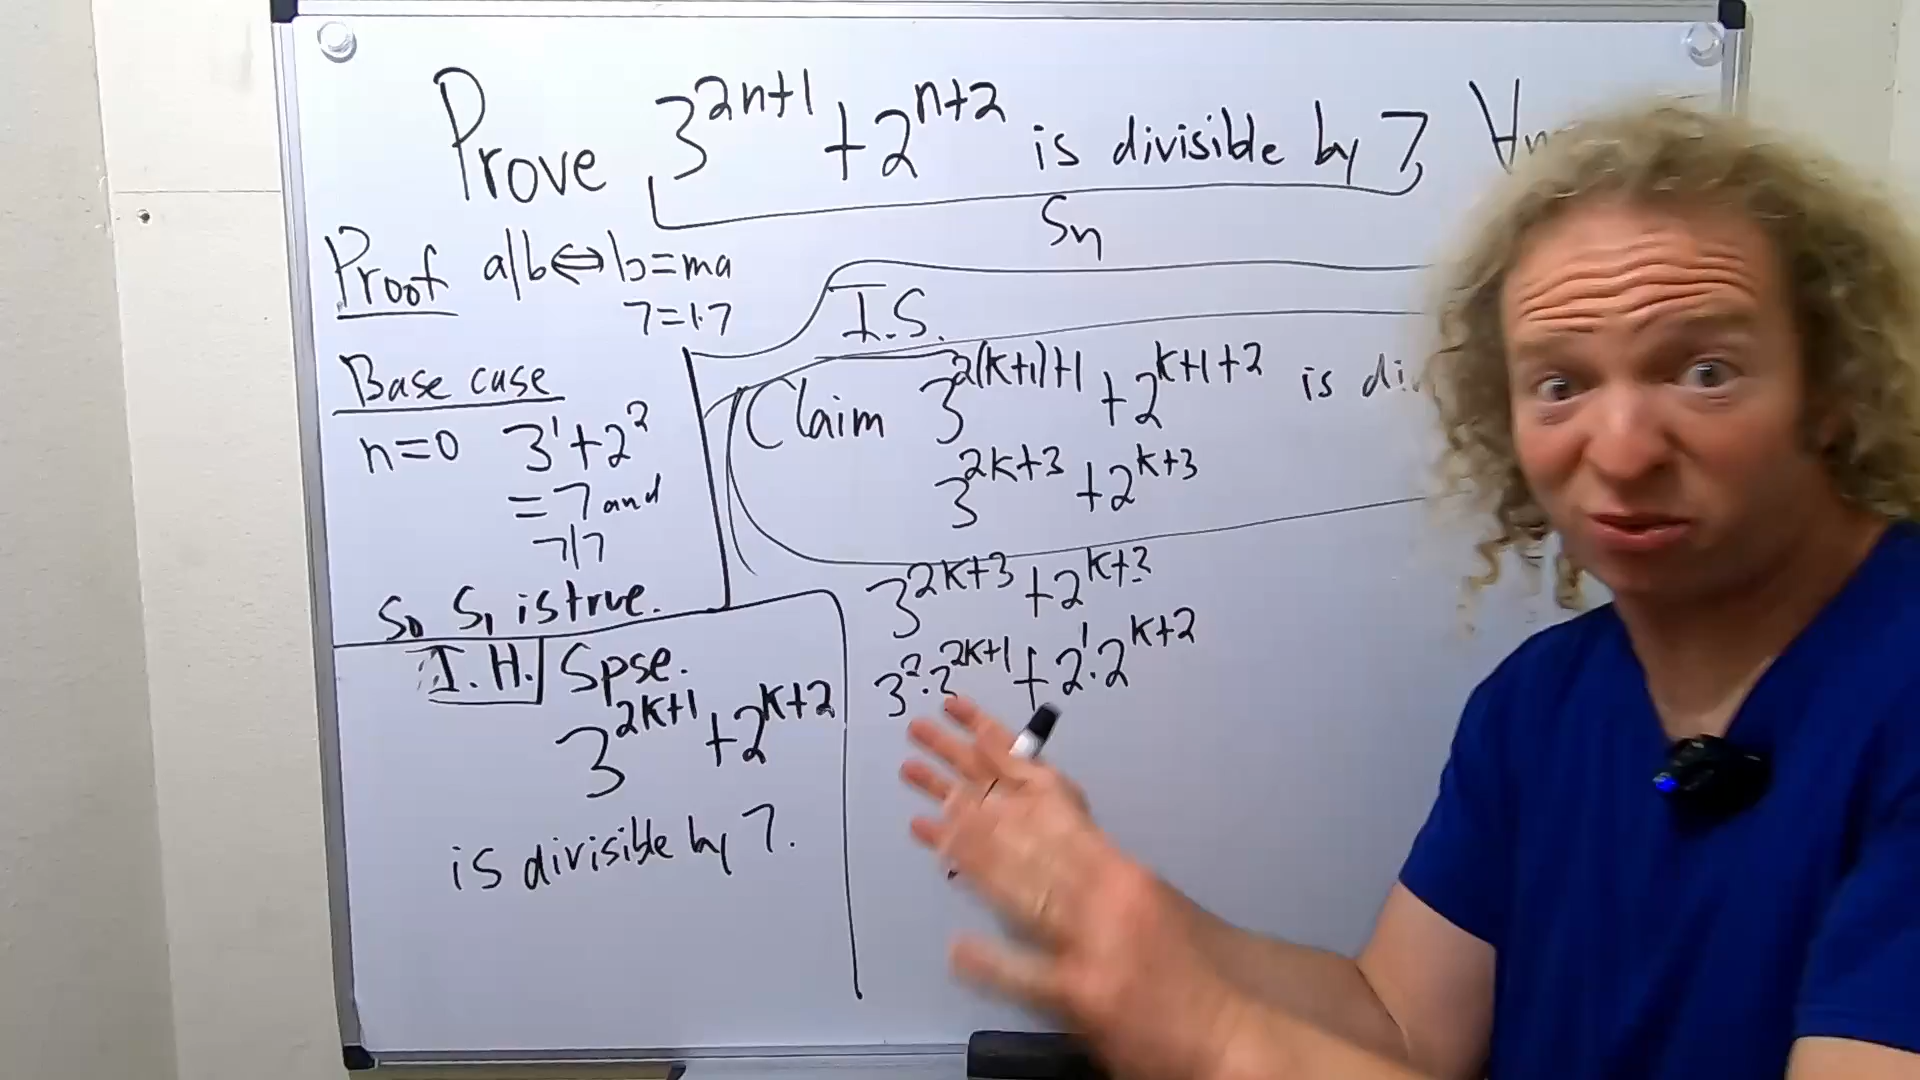 Prove 3^{2n+1} + 2^{n+2} is divisible by 7, ∀n
Sn
Proof a|b ⇔ b=ma
7=1·7
Base case
n=0 3^1+2^2
=7 and
7|7
So S₁ is true.
I.H. Spse.
3^{2k+1} + 2^{k+2}
is divisible by 7.
I.S.
Claim 3^{2(k+1)+1} + 2^{k+1+2} is di
3^{2k+3} + 2^{k+3}
3^{2k+3} + 2^{k+3}
3^2·3^{2k+1} + 2^1·2^{k+2}